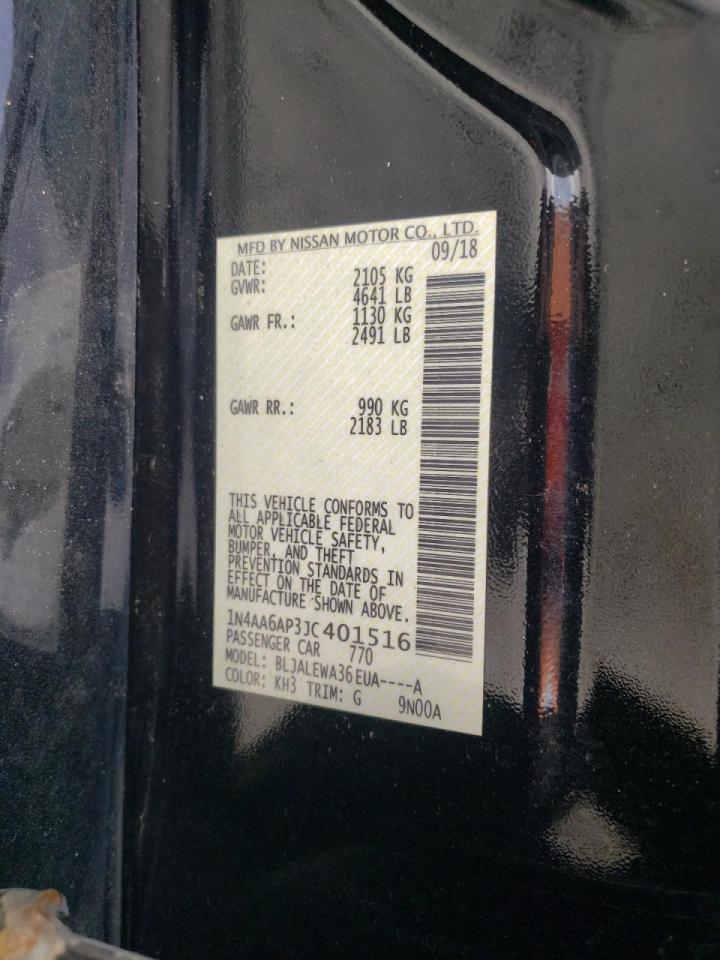 MFD BY NISSAN MOTOR CO., LTD.
DATE: 09/18
GVWR: 2105 KG
4641 LB
GAWR FR.: 1130 KG
2491 LB
GAWR RR.: 990 KG
2183 LB
THIS VEHICLE CONFORMS TO
ALL APPLICABLE FEDERAL
MOTOR VEHICLE SAFETY,
BUMPER, AND THEFT
PREVENTION STANDARDS IN
EFFECT ON THE DATE OF
MANUFACTURE SHOWN ABOVE.
1N4AA6AP3JC401516
PASSENGER CAR 770
MODEL: BLJALEWA36EUA----A
COLOR: KH3 TRIM: G 9N00A